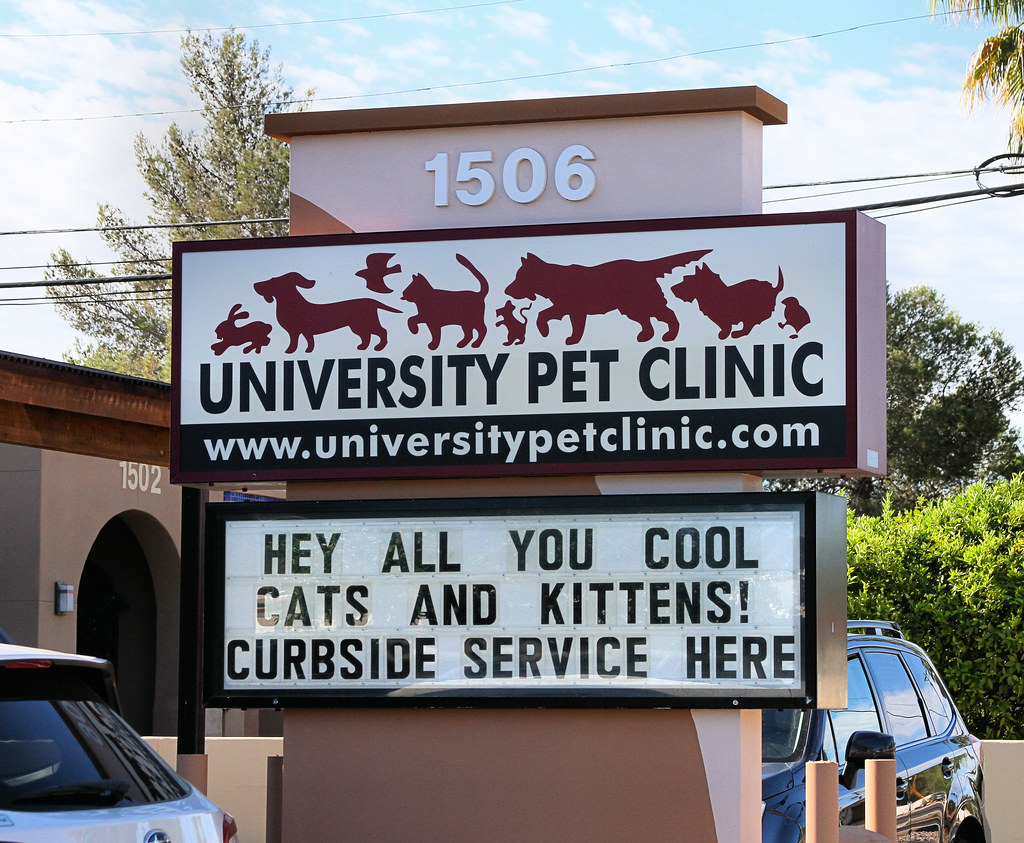 1506
UNIVERSITY PET CLINIC
www.universitypetclinic.com
1502
HEY ALL YOU COOL
CATS AND KITTENS!
CURBSIDE SERVICE HERE